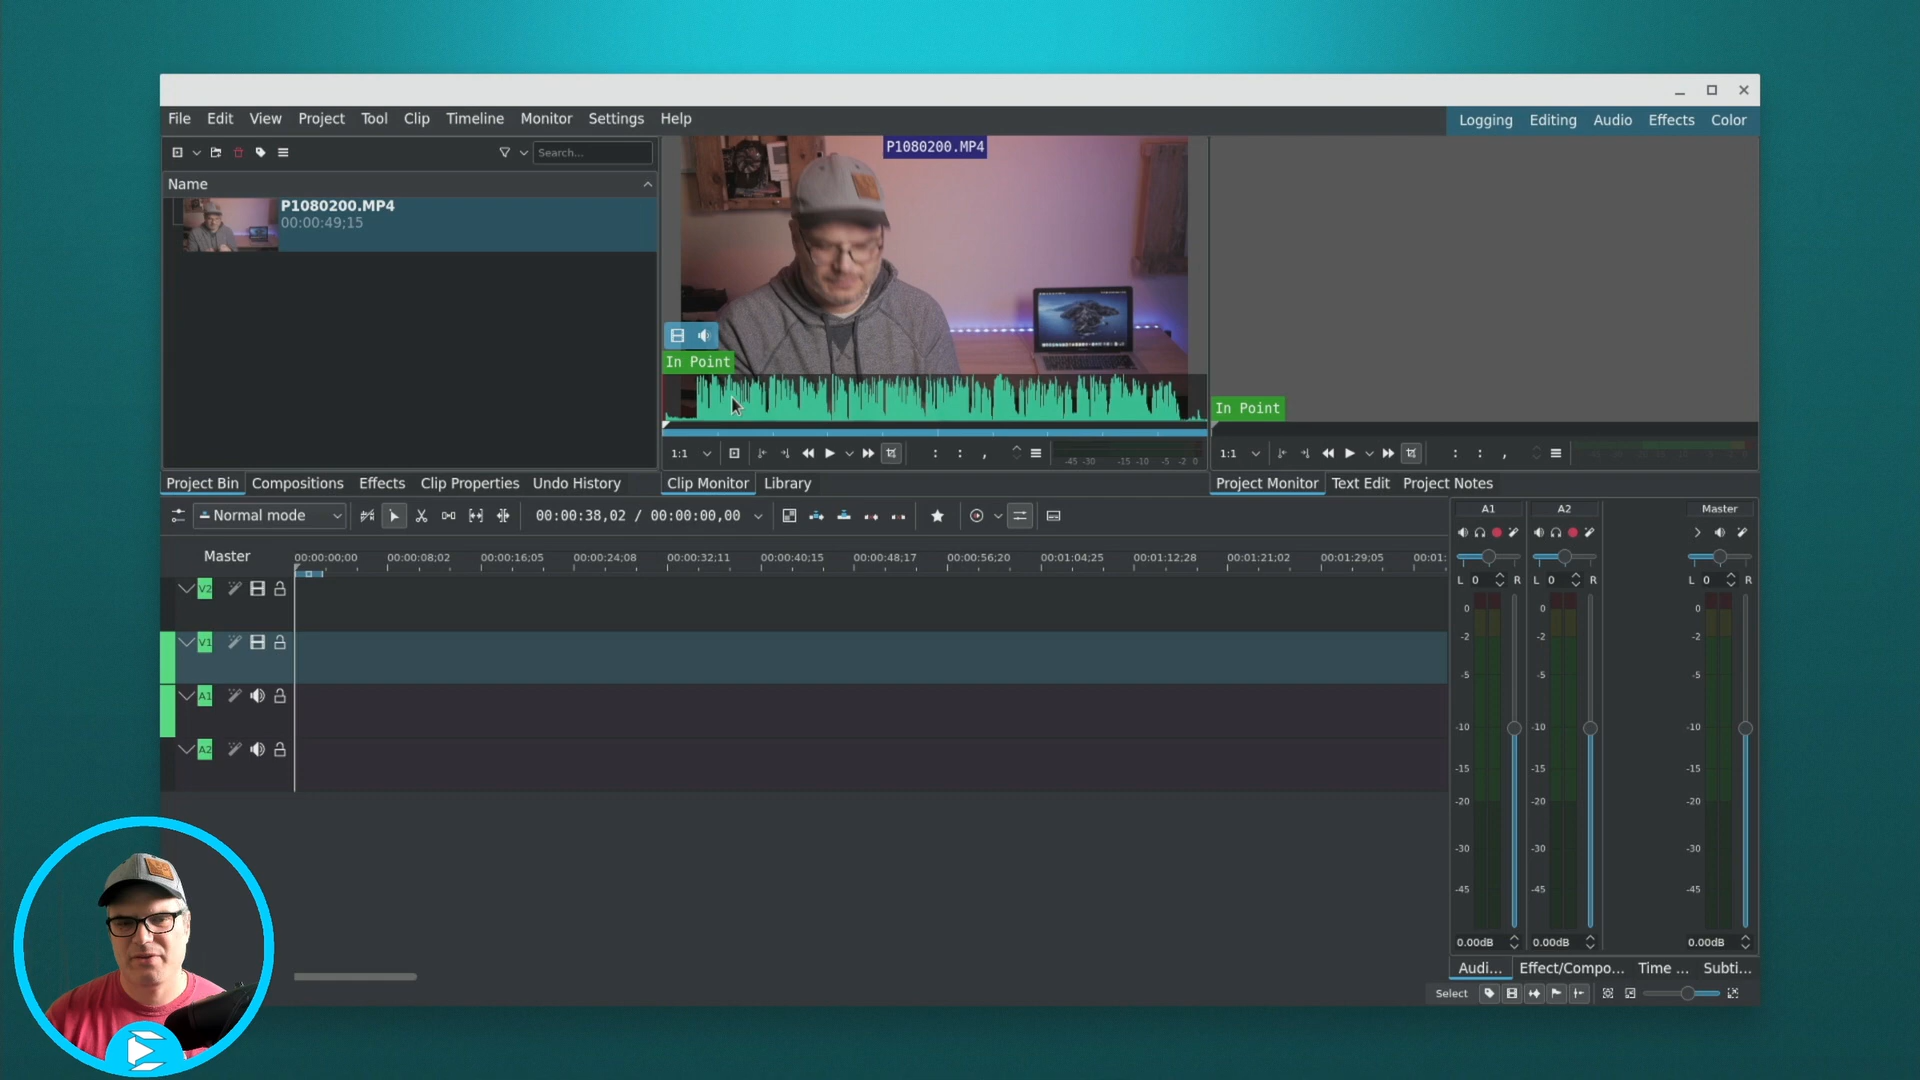 File Edit View Project Tool Clip Timeline Monitor Settings Help
Logging Editing Audio Effects Color
Search...
Name
P1080200.MP4
00:00:49;15
P1080200.MP4
In Point
In Point
1:1
-45 -30 -15 -10 -5 -2 0
1:1
Project Bin Compositions Effects Clip Properties Undo History
Clip Monitor Library
Project Monitor Text Edit Project Notes
Normal mode
00:00:38,02 / 00:00:00,00
Master
00:00:00;00 00:00:08;02 00:00:16;05 00:00:24;08 00:00:32;11 00:00:40;15 00:00:48;17 00:00:56;20 00:01:04;25 00:01:12;28 00:01:21;02 00:01:29;05 00:01:
V2
V1
A1
A2
A1 A2 Master
L 0 R L 0 R L 0 R
0 0 0
-2 -2 -2
-5 -5 -5
-10 -10 -10
-15 -15 -15
-20 -20 -20
-30 -30 -30
-45 -45 -45
0.00dB 0.00dB 0.00dB
Audi... Effect/Compo... Time ... Subti...
Select